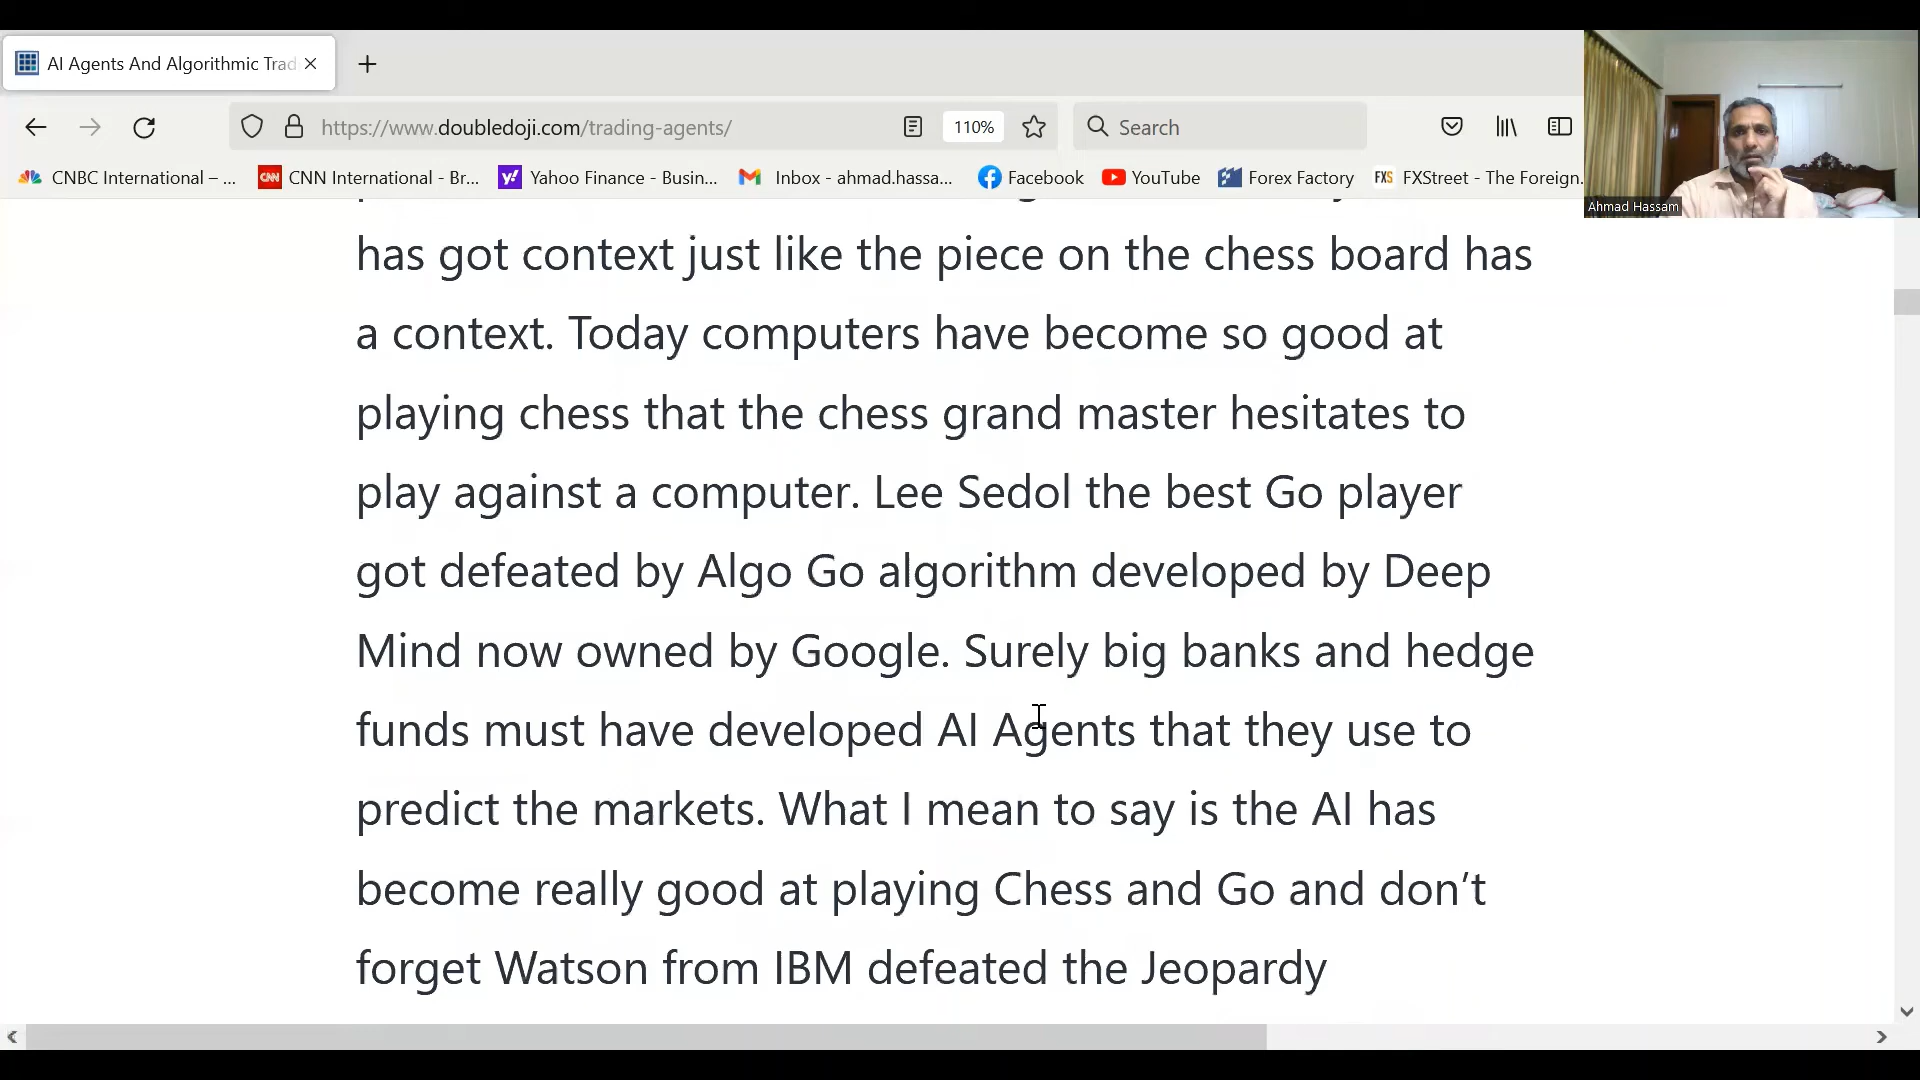 AI Agents And Algorithmic Trad
https://www.doubledoji.com/trading-agents/
110%
Search
CNBC International – ...
CNN International - Br...
Yahoo Finance - Busin...
Inbox - ahmad.hassa...
Facebook
YouTube
Forex Factory
FXS
FXStreet - The Foreign.
Ahmad Hassam
has got context just like the piece on the chess board has
a context. Today computers have become so good at
playing chess that the chess grand master hesitates to
play against a computer. Lee Sedol the best Go player
got defeated by Algo Go algorithm developed by Deep
Mind now owned by Google. Surely big banks and hedge
funds must have developed AI Agents that they use to
predict the markets. What I mean to say is the AI has
become really good at playing Chess and Go and don’t
forget Watson from IBM defeated the Jeopardy